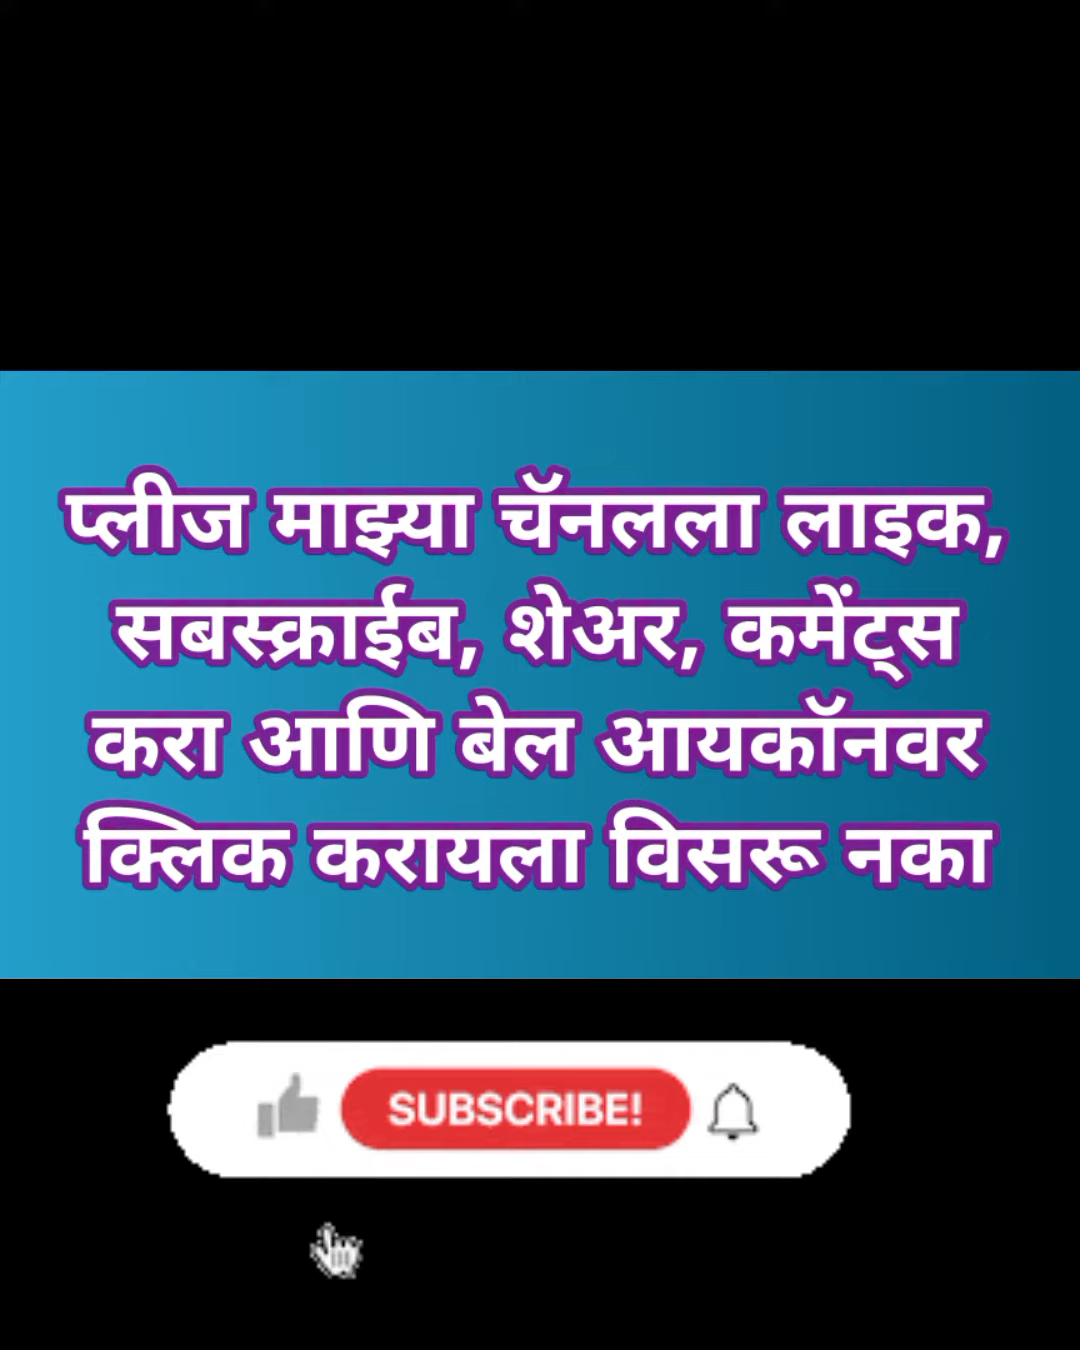 प्लीज माझ्या चॅनलला लाइक,
सबस्क्राईब, शेअर, कमेंट्स
करा आणि बेल आयकॉनवर
क्लिक करायला विसरू नका
SUBSCRIBE!